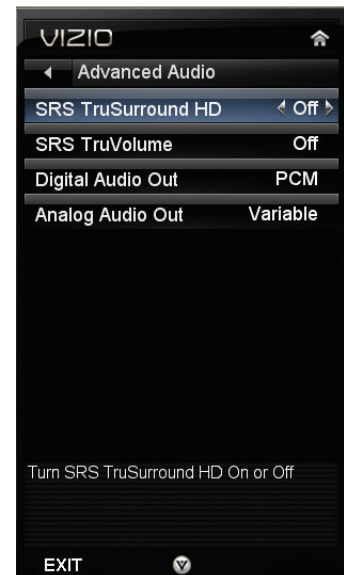 VIZIO
Advanced Audio
SRS TruSurround HD Off
SRS TruVolume Off
Digital Audio Out PCM
Analog Audio Out Variable
Turn SRS TruSurround HD On or Off
EXIT